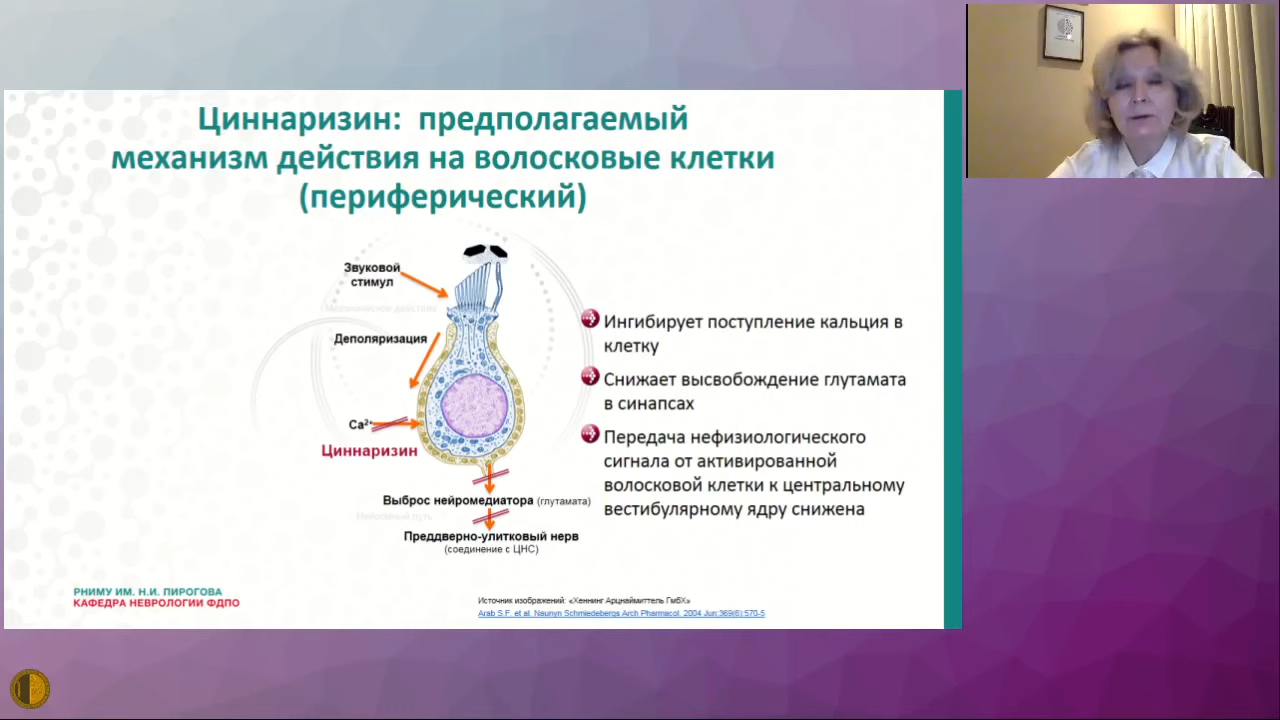 Циннаризин: предполагаемый
механизм действия на волосковые клетки
(периферический)
Звуковой
стимул
Механическое действие
Деполяризация
Ca²⁺
Циннаризин
Выброс нейромедиатора (глутамата)
Преддверно-улитковый нерв
(соединение с ЦНС)
Ингибирует поступление кальция в
клетку
Снижает высвобождение глутамата
в синапсах
Передача нефизиологического
сигнала от активированной
волосковой клетки к центральному
вестибулярному ядру снижена
РНИМУ ИМ. Н.И. ПИРОГОВА
КАФЕДРА НЕВРОЛОГИИ ФДПО
Источник изображений: «Хеннинг Арцнаймиттель ГмбХ»
Arab S.F. et al. Naunyn Schmiedebergs Arch Pharmacol. 2004 Jun;369(6):570-5